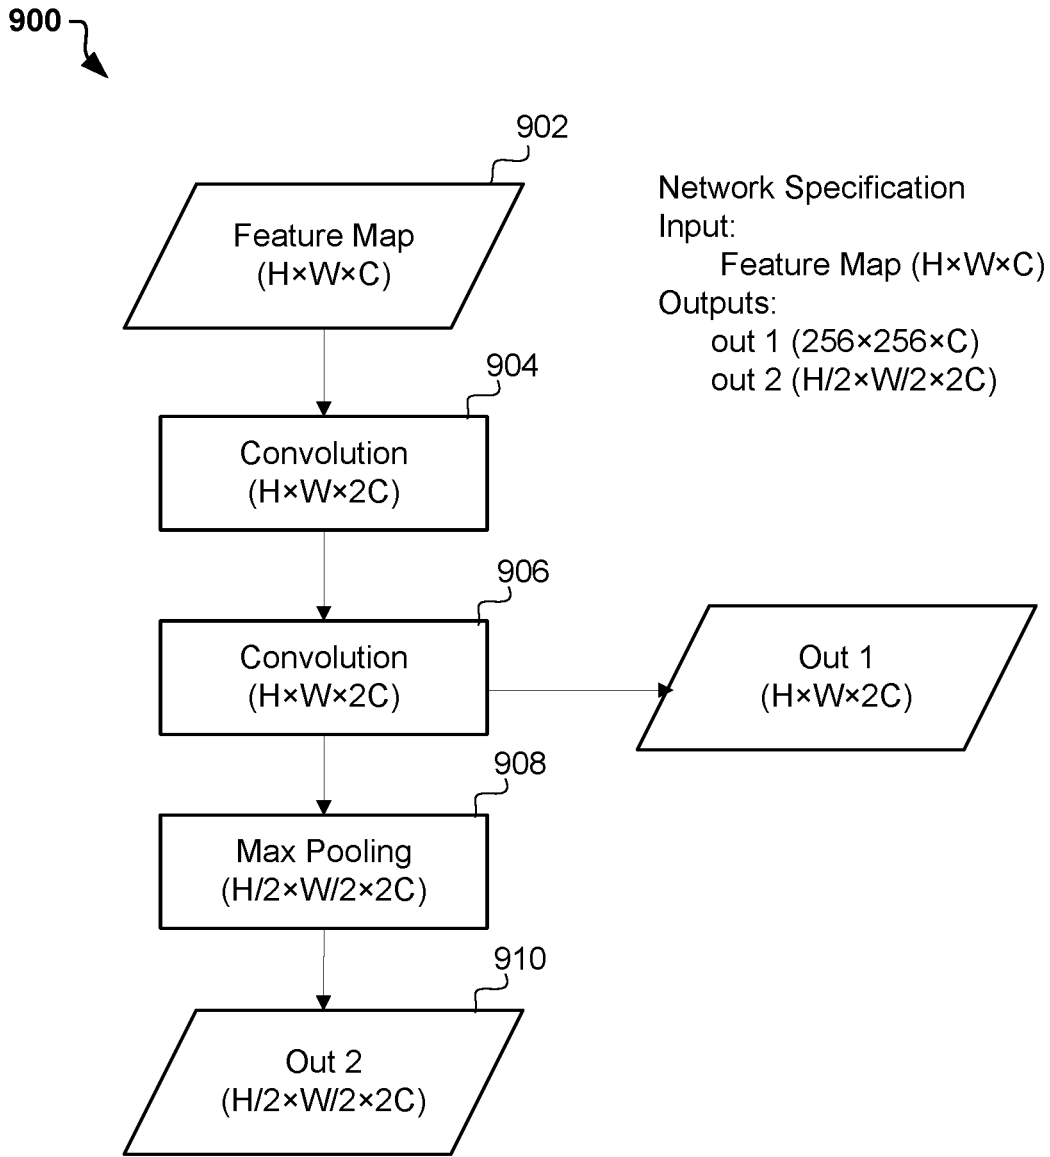 900
902
Feature Map
(H×W×C)
Network Specification
Input:
Feature Map (H×W×C)
Outputs:
out 1 (256×256×C)
out 2 (H/2×W/2×2C)
904
Convolution
(H×W×2C)
906
Convolution
(H×W×2C)
Out 1
(H×W×2C)
908
Max Pooling
(H/2×W/2×2C)
910
Out 2
(H/2×W/2×2C)